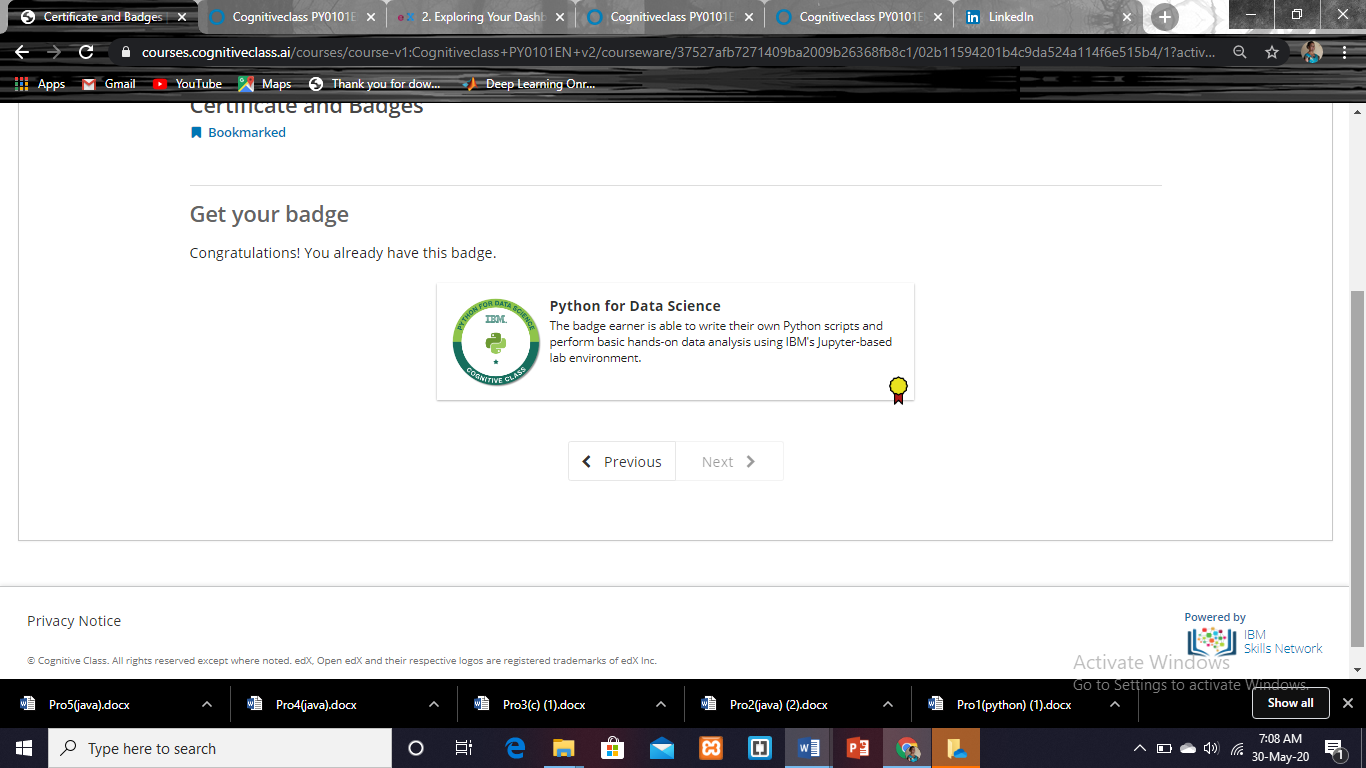 Certificate and Badges
Cognitiveclass PY0101E
2. Exploring Your Dashb
Cognitiveclass PY0101E
Cognitiveclass PY0101E
LinkedIn
courses.cognitiveclass.ai/courses/course-v1:Cognitiveclass+PY0101EN+v2/courseware/37527afb7271409ba2009b26368fb8c1/02b11594201b4c9da524a114f6e515b4/1?activ...
Apps
Gmail
YouTube
Maps
Thank you for dow...
Deep Learning Onr...
Certificate and Badges
Bookmarked
Get your badge
Congratulations! You already have this badge.
PYTHON FOR DATA SCIENCE
IBM.
COGNITIVE CLASS
Python for Data Science
The badge earner is able to write their own Python scripts and
perform basic hands-on data analysis using IBM's Jupyter-based
lab environment.
Previous
Next
Privacy Notice
Powered by
IBM
Skills Network
© Cognitive Class. All rights reserved except where noted. edX, Open edX and their respective logos are registered trademarks of edX Inc.
Activate Windows
Go to Settings to activate Windows.
Pro5(java).docx
Pro4(java).docx
Pro3(c) (1).docx
Pro2(java) (2).docx
Pro1(python) (1).docx
Show all
Type here to search
7:08 AM
30-May-20
1